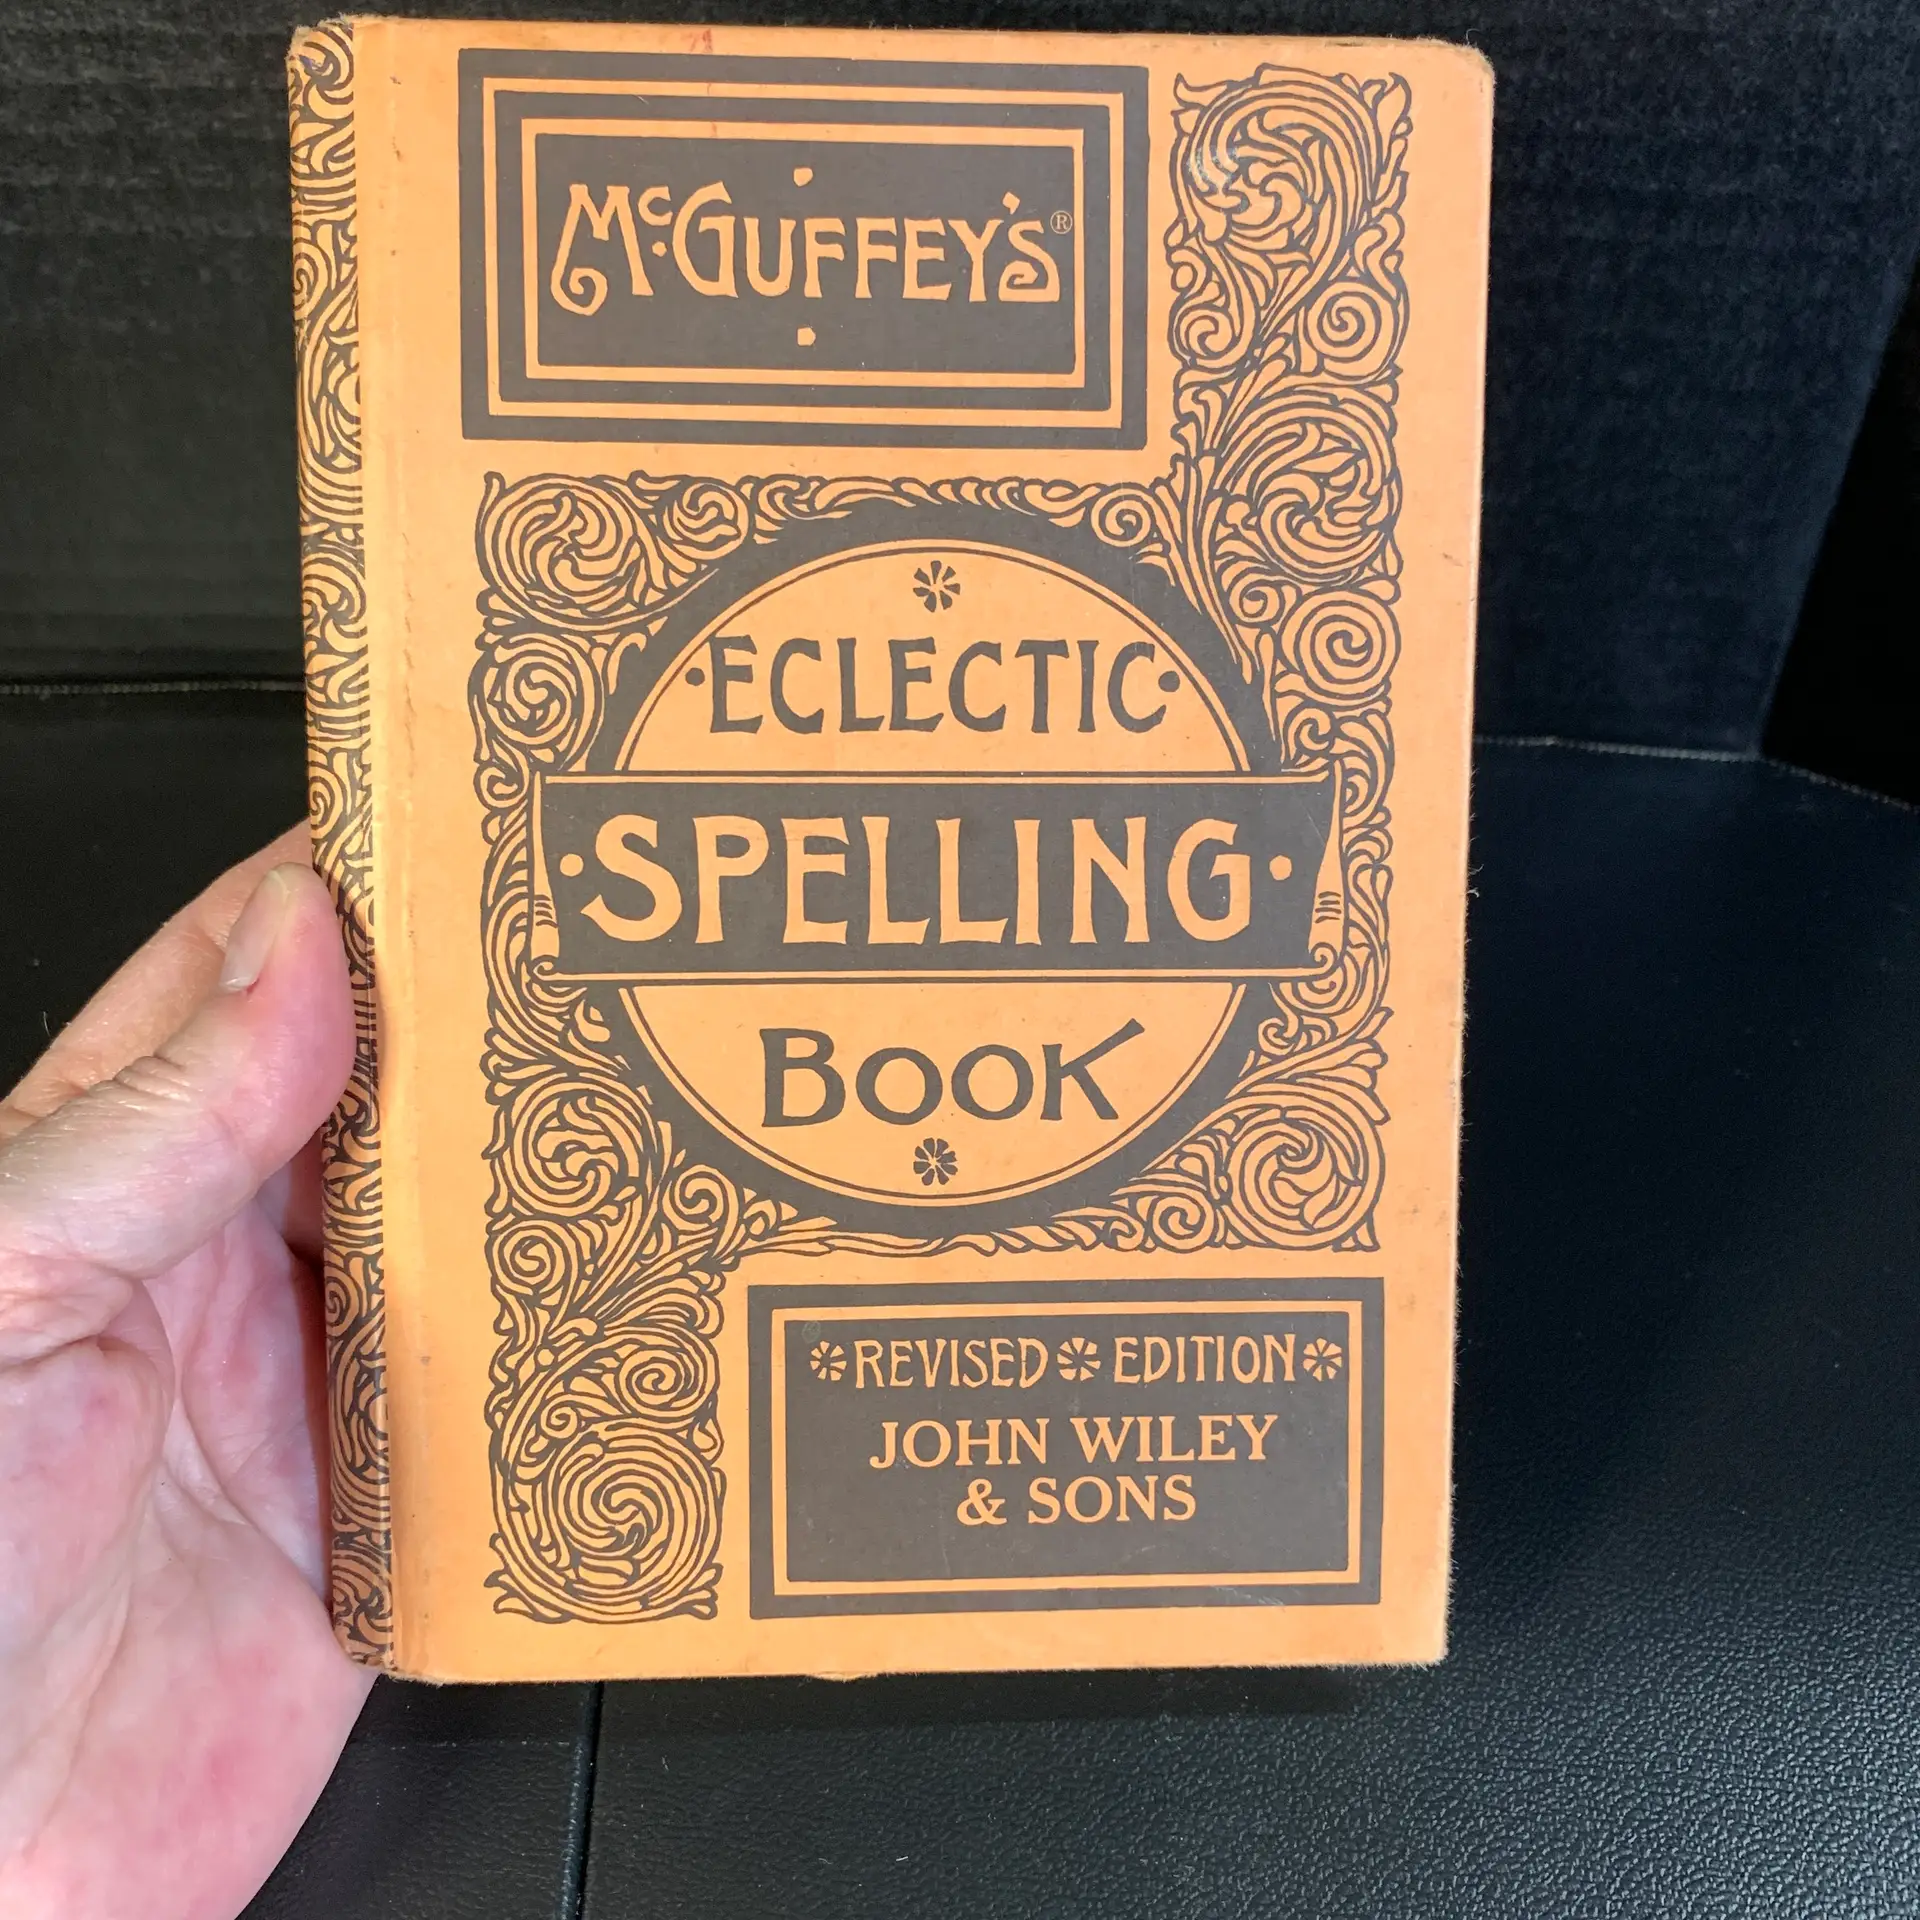 McGUFFEY'S®
ECLECTIC
SPELLING
BOOK
REVISED EDITION
JOHN WILEY
& SONS